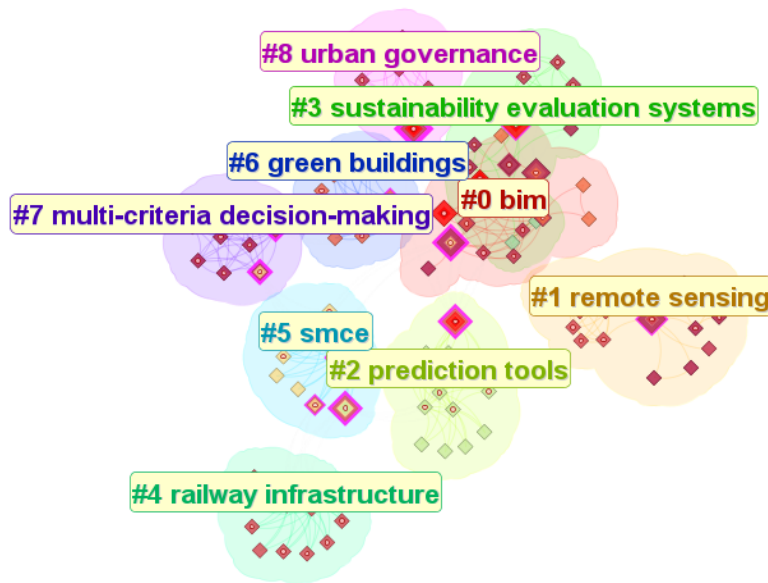 #8 urban governance
#3 sustainability evaluation systems
#6 green buildings
#0 bim
#7 multi-criteria decision-making
#1 remote sensing
#5 smce
#2 prediction tools
#4 railway infrastructure